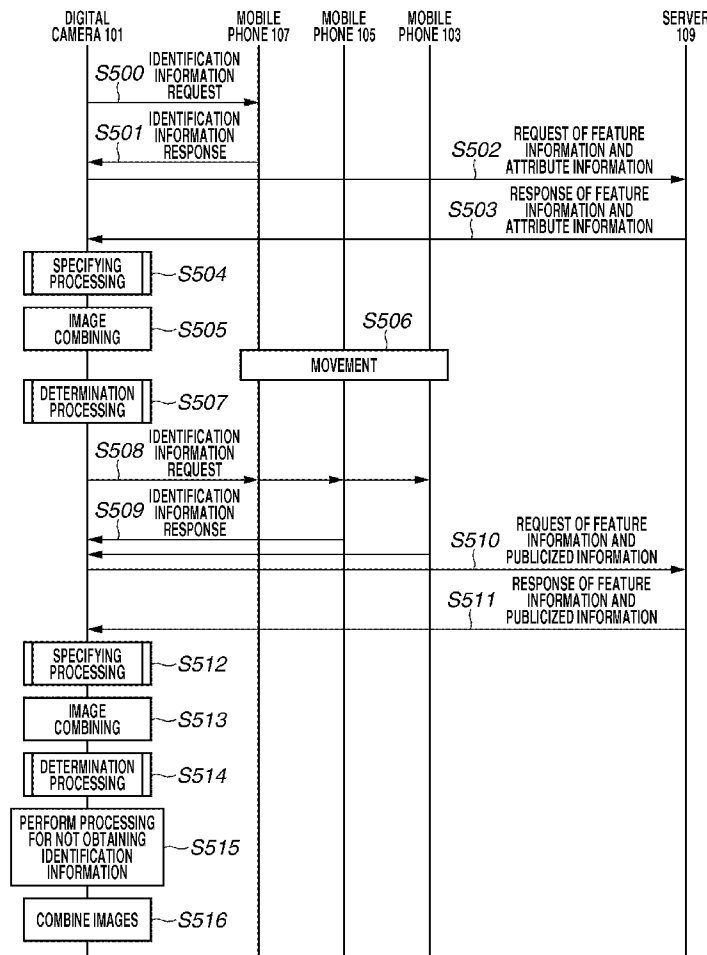 DIGITAL
CAMERA 101
MOBILE
PHONE 107
MOBILE
PHONE 105
MOBILE
PHONE 103
SERVER
109
S500
IDENTIFICATION
INFORMATION
REQUEST
S501
IDENTIFICATION
INFORMATION
RESPONSE
S502
REQUEST OF FEATURE
INFORMATION AND
ATTRIBUTE INFORMATION
S503
RESPONSE OF FEATURE
INFORMATION AND
ATTRIBUTE INFORMATION
SPECIFYING
PROCESSING
S504
IMAGE
COMBINING
S505
S506
MOVEMENT
DETERMINATION
PROCESSING
S507
S508
IDENTIFICATION
INFORMATION
REQUEST
S509
IDENTIFICATION
INFORMATION
RESPONSE
S510
REQUEST OF FEATURE
INFORMATION AND
PUBLICIZED INFORMATION
S511
RESPONSE OF FEATURE
INFORMATION AND
PUBLICIZED INFORMATION
SPECIFYING
PROCESSING
S512
IMAGE
COMBINING
S513
DETERMINATION
PROCESSING
S514
PERFORM PROCESSING
FOR NOT OBTAINING
IDENTIFICATION
INFORMATION
S515
COMBINE IMAGES
S516